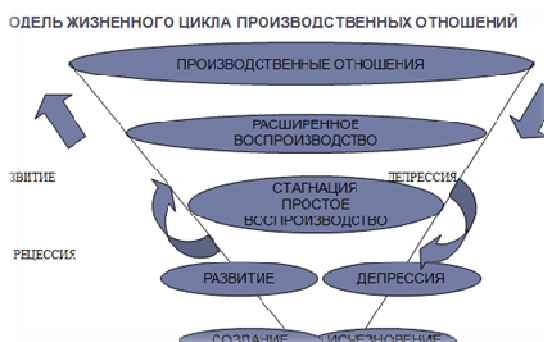 ОДЕЛЬ ЖИЗНЕННОГО ЦИКЛА ПРОИЗВОДСТВЕННЫХ ОТНОШЕНИЙ
ПРОИЗВОДСТВЕННЫЕ ОТНОШЕНИЯ
РАСШИРЕННОЕ
ВОСПРОИЗВОДСТВО
ЗВИТИЕ
ДЕПРЕССИЯ
СТАГНАЦИЯ
ПРОСТОЕ
ВОСПРОИЗВОДСТВО
РЕЦЕССИЯ
РАЗВИТИЕ
ДЕПРЕССИЯ
СОЗДАНИЕ
ИСЧЕЗНОВЕНИЕ